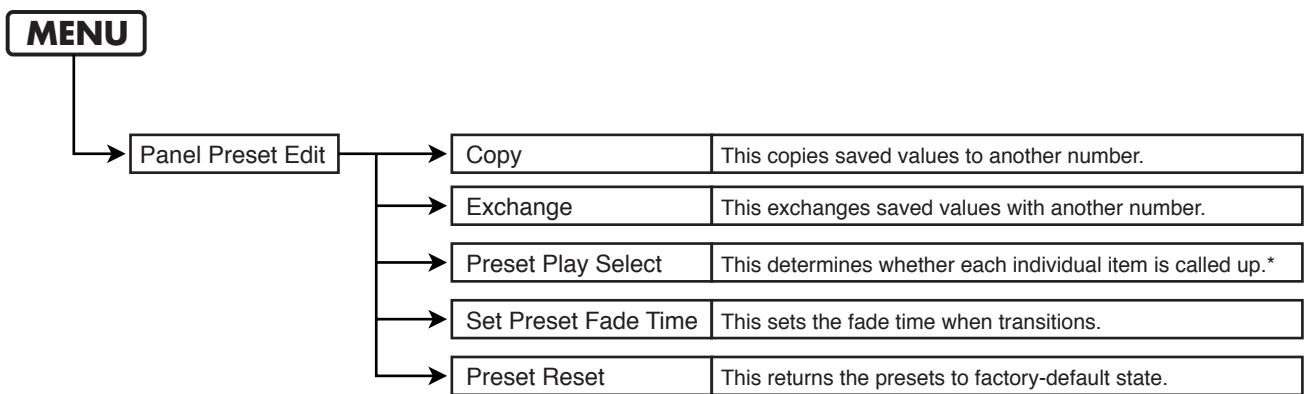 MENU
Panel Preset Edit
Copy
This copies saved values to another number.
Exchange
This exchanges saved values with another number.
Preset Play Select
This determines whether each individual item is called up.*
Set Preset Fade Time
This sets the fade time when transitions.
Preset Reset
This returns the presets to factory-default state.